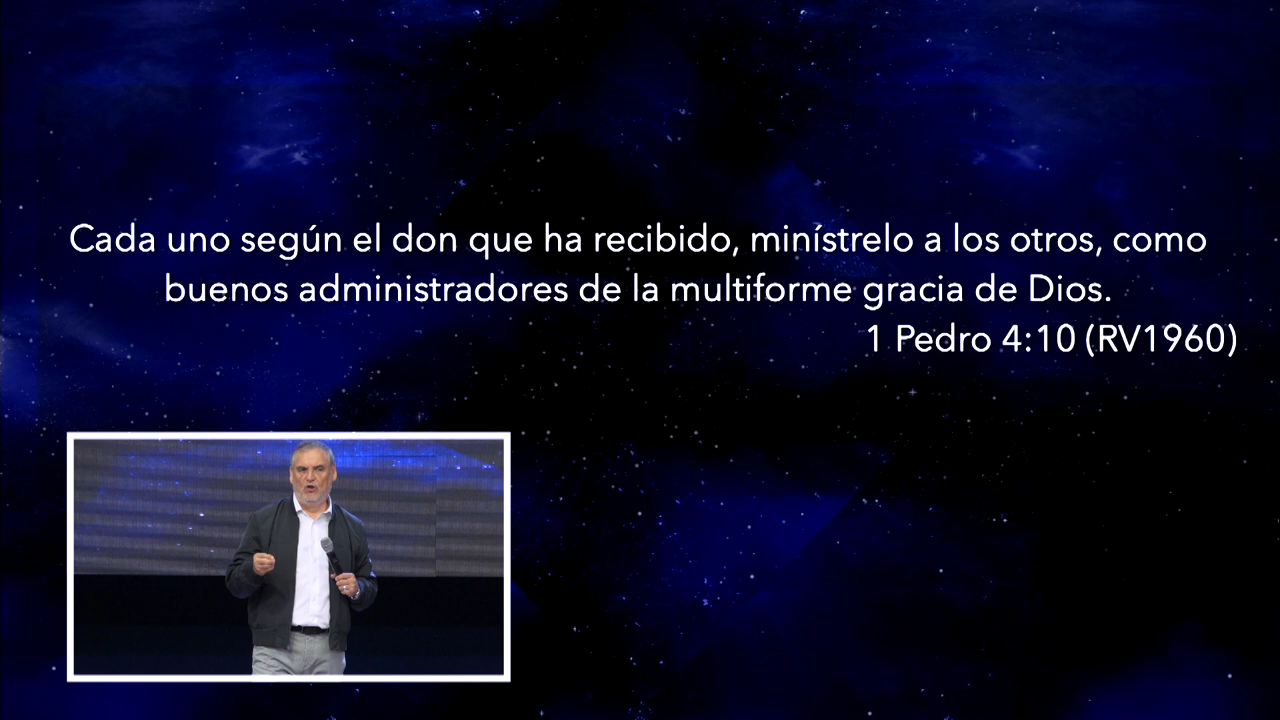 Cada uno según el don que ha recibido, minístrelo a los otros, como
buenos administradores de la multiforme gracia de Dios.
1 Pedro 4:10 (RV1960)